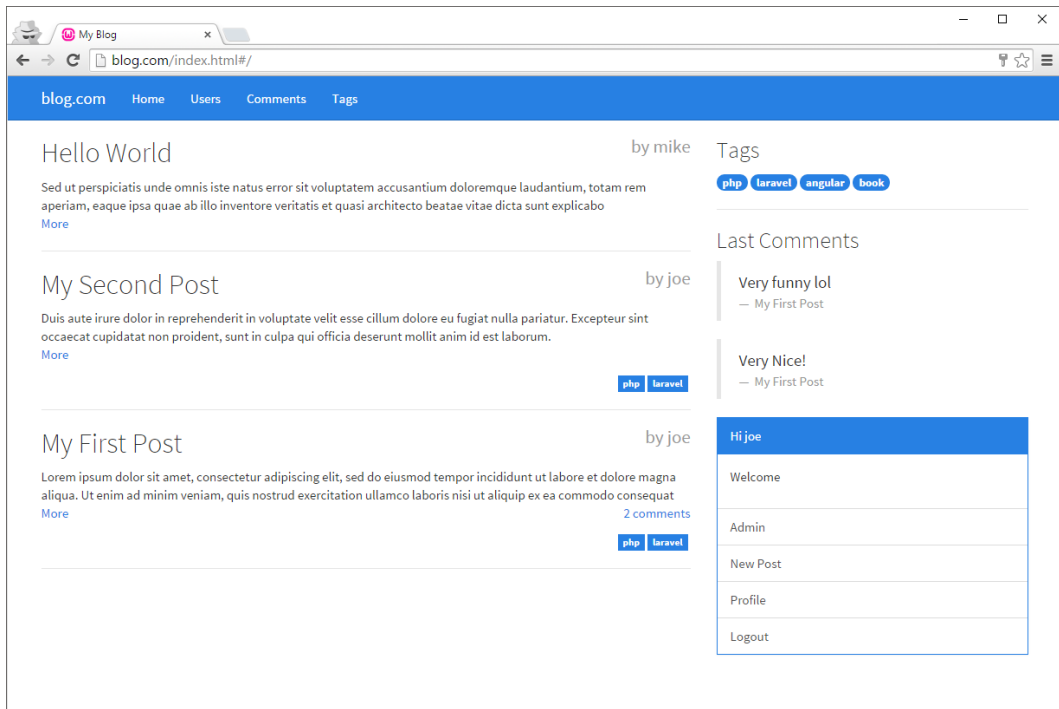 My Blog
blog.com/index.html#/
blog.com Home Users Comments Tags
Hello World
by mike
Sed ut perspiciatis unde omnis iste natus error sit voluptatem accusantium doloremque laudantium, totam rem
aperiam, eaque ipsa quae ab illo inventore veritatis et quasi architecto beatae vitae dicta sunt explicabo
More
My Second Post
by joe
Duis aute irure dolor in reprehenderit in voluptate velit esse cillum dolore eu fugiat nulla pariatur. Excepteur sint
occaecat cupidatat non proident, sunt in culpa qui officia deserunt mollit anim id est laborum.
More
php laravel
My First Post
by joe
Lorem ipsum dolor sit amet, consectetur adipiscing elit, sed do eiusmod tempor incididunt ut labore et dolore magna
aliqua. Ut enim ad minim veniam, quis nostrud exercitation ullamco laboris nisi ut aliquip ex ea commodo consequat
More
2 comments
php laravel
Tags
php laravel angular book
Last Comments
Very funny lol
— My First Post
Very Nice!
— My First Post
Hi joe
Welcome
Admin
New Post
Profile
Logout